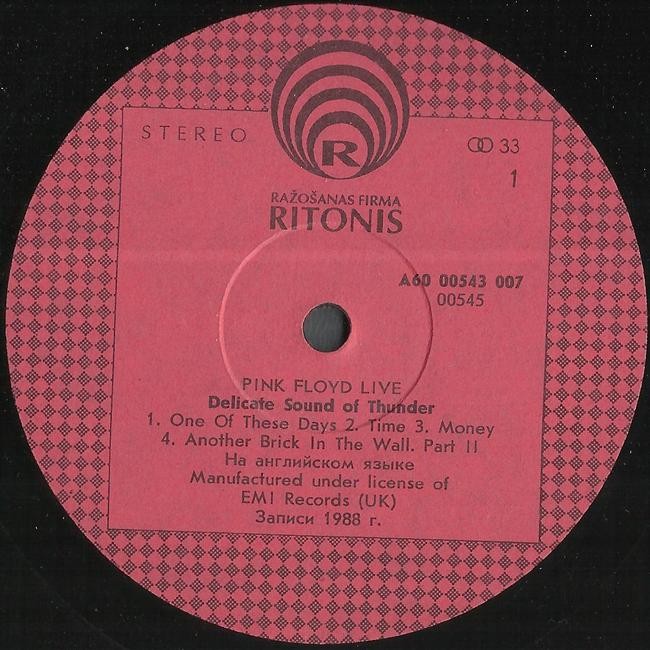 R
STEREO
33
1
RAŽOŠANAS FIRMA
RITONIS
A60 00543 007
00545
PINK FLOYD LIVE
Delicate Sound of Thunder
1. One Of These Days 2. Time 3. Money
4. Another Brick In The Wall. Part II
На английском языке
Manufactured under license of
EMI Records (UK)
Записи 1988 г.